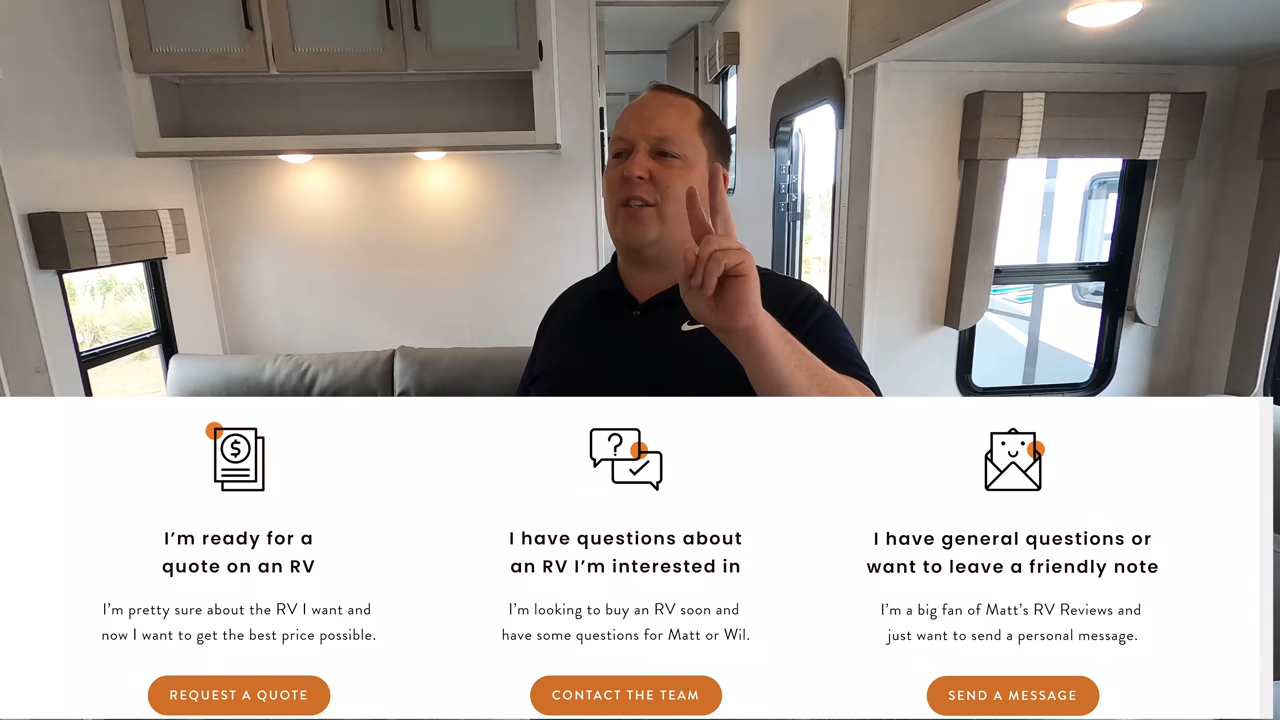 I'm ready for a
quote on an RV
I'm pretty sure about the RV I want and
now I want to get the best price possible.
REQUEST A QUOTE
I have questions about
an RV I'm interested in
I'm looking to buy an RV soon and
have some questions for Matt or Wil.
CONTACT THE TEAM
I have general questions or
want to leave a friendly note
I'm a big fan of Matt's RV Reviews and
just want to send a personal message.
SEND A MESSAGE